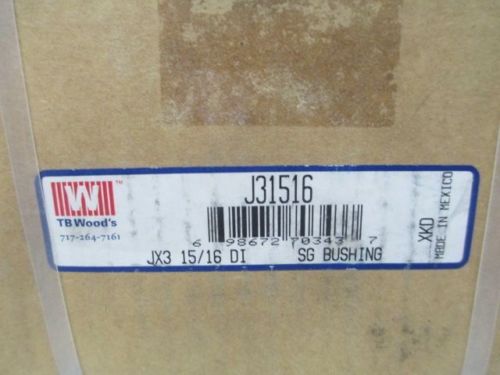 J31516
W™
TB Wood's
717-264-7161
6 98672 70343 7
JX3 15/16 DI SG BUSHING
XKD
MADE IN MEXICO